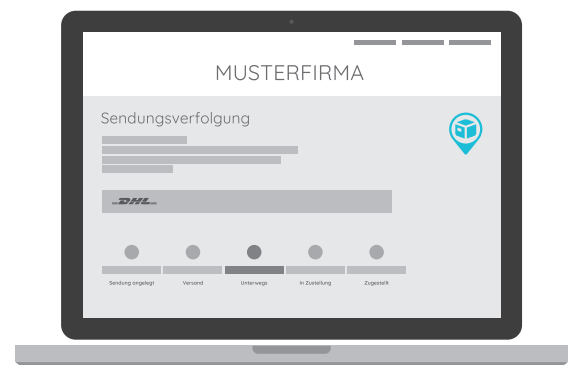 MUSTERFIRMA
Sendungsverfolgung
DHL
Sendung angelegt
Versand
Unterwegs
In Zustellung
Zugestellt